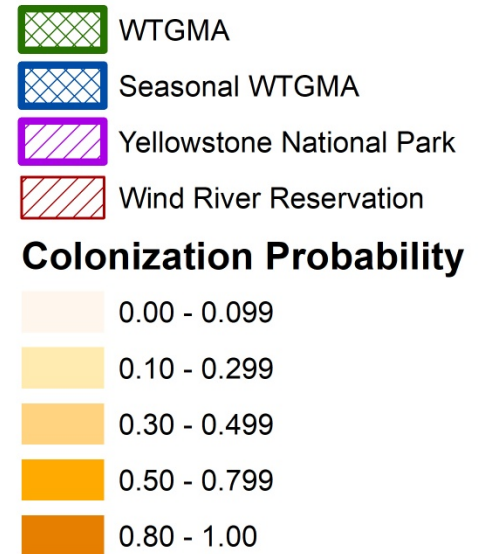 WTGMA
Seasonal WTGMA
Yellowstone National Park
Wind River Reservation
Colonization Probability
0.00 - 0.099
0.10 - 0.299
0.30 - 0.499
0.50 - 0.799
0.80 - 1.00